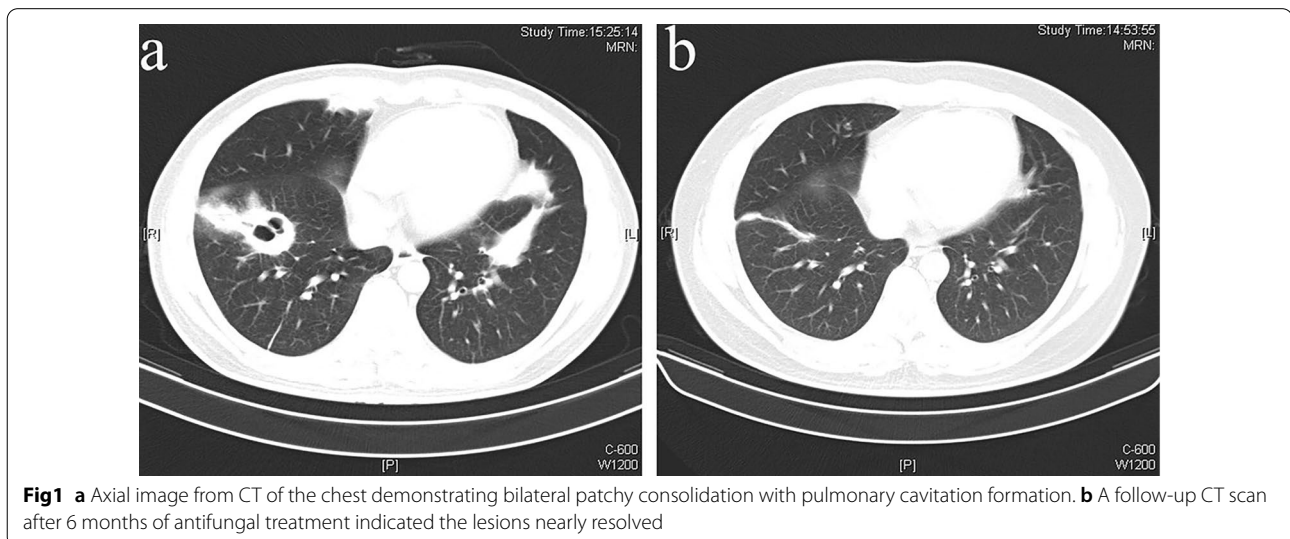 a
Study Time:15:25:14
MRN:
[R]
[L]
[P]
C-600
W1200
b
Study Time:14:53:55
MRN:
[R]
[L]
[P]
C-600
W1200
Fig1 a Axial image from CT of the chest demonstrating bilateral patchy consolidation with pulmonary cavitation formation. b A follow-up CT scan
after 6 months of antifungal treatment indicated the lesions nearly resolved